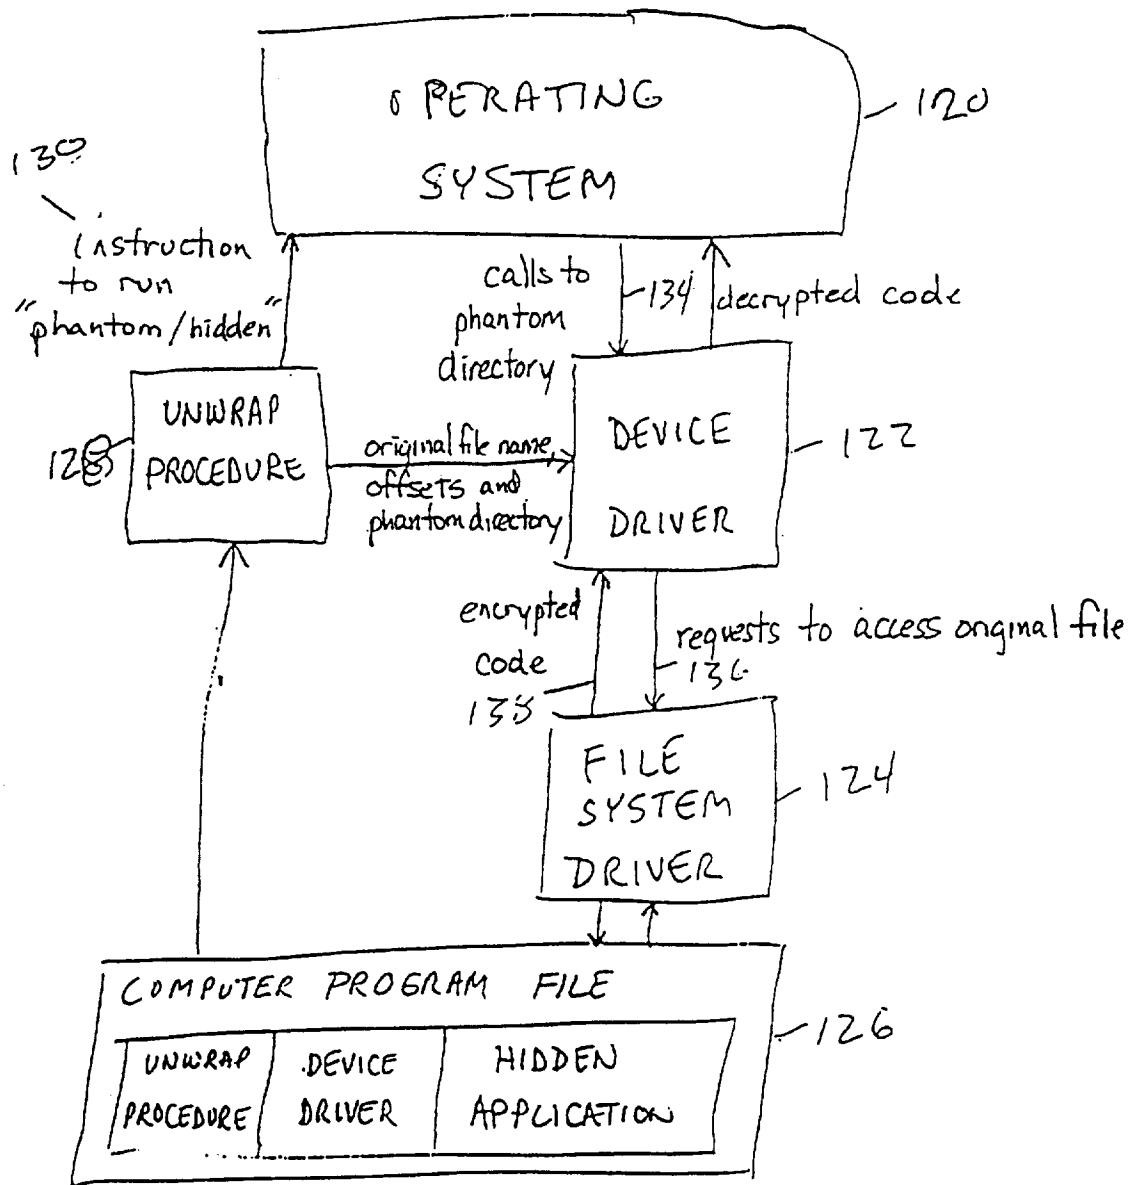 OPERATING
SYSTEM
120
130
instruction
to run
"phantom/hidden"
calls to
phantom
directory
134
decrypted code
UNWRAP
PROCEDURE
128
original file name,
offsets and
phantom directory
DEVICE
DRIVER
122
encrypted
code
138
requests to access original file
136
FILE
SYSTEM
DRIVER
124
COMPUTER PROGRAM FILE
126
UNWRAP
PROCEDURE
DEVICE
DRIVER
HIDDEN
APPLICATION